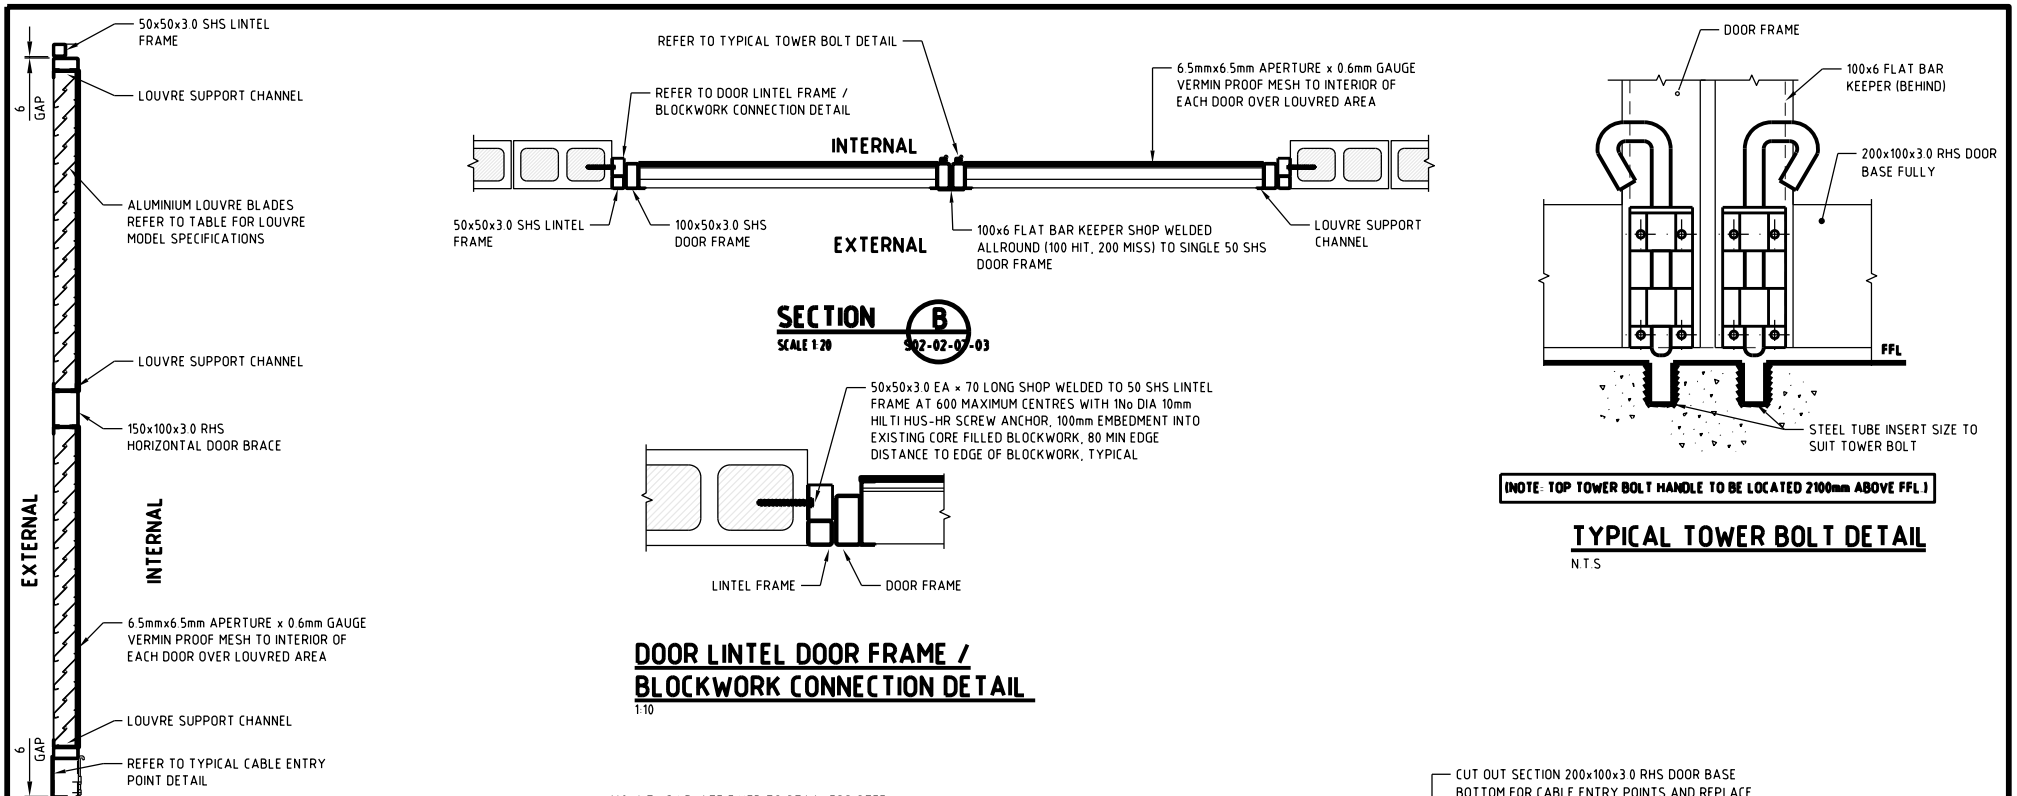 50x50x3.0 SHS LINTEL
FRAME
6
GAP
LOUVRE SUPPORT CHANNEL
ALUMINIUM LOUVRE BLADES
REFER TO TABLE FOR LOUVRE
MODEL SPECIFICATIONS
LOUVRE SUPPORT CHANNEL
150x100x3.0 RHS
HORIZONTAL DOOR BRACE
EXTERNAL
INTERNAL
6.5mmx6.5mm APERTURE x 0.6mm GAUGE
VERMIN PROOF MESH TO INTERIOR OF
EACH DOOR OVER LOUVRED AREA
LOUVRE SUPPORT CHANNEL
6
GAP
REFER TO TYPICAL CABLE ENTRY
POINT DETAIL
REFER TO TYPICAL TOWER BOLT DETAIL
REFER TO DOOR LINTEL FRAME /
BLOCKWORK CONNECTION DETAIL
6.5mmx6.5mm APERTURE x 0.6mm GAUGE
VERMIN PROOF MESH TO INTERIOR OF
EACH DOOR OVER LOUVRED AREA
INTERNAL
50x50x3.0 SHS LINTEL
FRAME
100x50x3.0 SHS
DOOR FRAME
EXTERNAL
100x6 FLAT BAR KEEPER SHOP WELDED
ALLROUND (100 HIT, 200 MISS) TO SINGLE 50 SHS
DOOR FRAME
LOUVRE SUPPORT
CHANNEL
SECTION B
SCALE 1:20
50x50x3.0 EA × 70 LONG SHOP WELDED TO 50 SHS LINTEL
FRAME AT 600 MAXIMUM CENTRES WITH 1No DIA 10mm
HILTI HUS-HR SCREW ANCHOR, 100mm EMBEDMENT INTO
EXISTING CORE FILLED BLOCKWORK, 80 MIN EDGE
DISTANCE TO EDGE OF BLOCKWORK, TYPICAL
LINTEL FRAME
DOOR FRAME
DOOR LINTEL DOOR FRAME /
BLOCKWORK CONNECTION DETAIL
1:10
DOOR FRAME
100x6 FLAT BAR
KEEPER (BEHIND)
200x100x3.0 RHS DOOR
BASE FULLY
FFL
STEEL TUBE INSERT SIZE TO
SUIT TOWER BOLT
(NOTE: TOP TOWER BOLT HANDLE TO BE LOCATED 2100mm ABOVE FFL.)
TYPICAL TOWER BOLT DETAIL
N.T.S
CUT OUT SECTION 200x100x3.0 RHS DOOR BASE
BOTTOM FOR CABLE ENTRY POINTS AND REPLACE